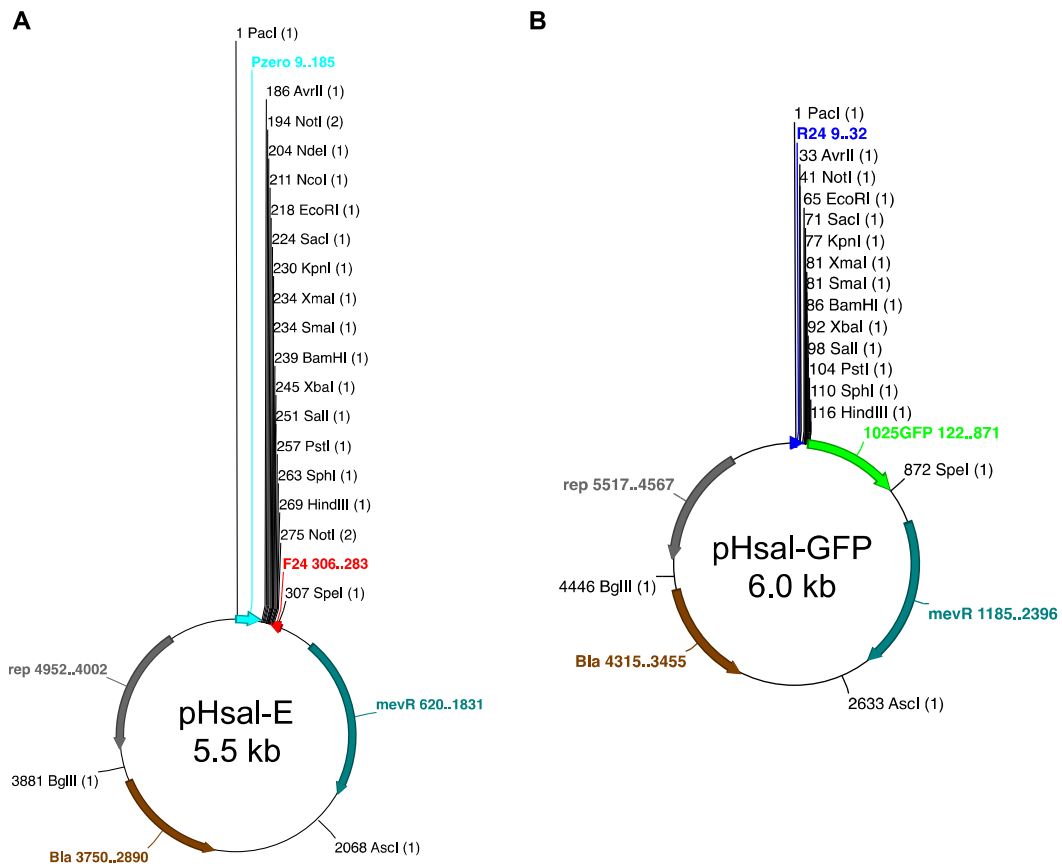 A
1 PacI (1)
Pzero 9..185
186 AvrII (1)
194 NotI (2)
204 NdeI (1)
211 NcoI (1)
218 EcoRI (1)
224 SacI (1)
230 KpnI (1)
234 XmaI (1)
234 SmaI (1)
239 BamHI (1)
245 XbaI (1)
251 SalI (1)
257 PstI (1)
263 SphI (1)
269 HindIII (1)
275 NotI (2)
F24 306..283
307 SpeI (1)
rep 4952..4002
mevR 620..1831
pHsal-E
5.5 kb
3881 BglII (1)
2068 AscI (1)
Bla 3750..2890
B
1 PacI (1)
R24 9..32
33 AvrII (1)
41 NotI (1)
65 EcoRI (1)
71 SacI (1)
77 KpnI (1)
81 XmaI (1)
81 SmaI (1)
86 BamHI (1)
92 XbaI (1)
98 SalI (1)
104 PstI (1)
110 SphI (1)
116 HindIII (1)
1025GFP 122..871
872 SpeI (1)
rep 5517..4567
pHsal-GFP
6.0 kb
4446 BglII (1)
mevR 1185..2396
Bla 4315..3455
2633 AscI (1)